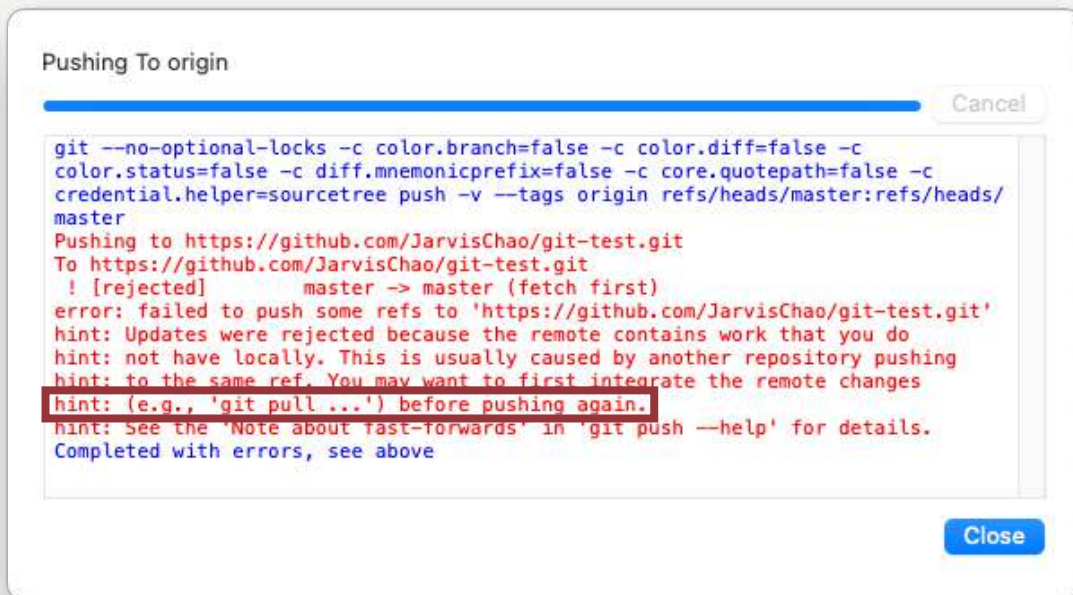 Pushing To origin
Cancel
git --no-optional-locks -c color.branch=false -c color.diff=false -c
color.status=false -c diff.mnemonicprefix=false -c core.quotepath=false -c
credential.helper=sourcetree push -v --tags origin refs/heads/master:refs/heads/
master
Pushing to https://github.com/JarvisChao/git-test.git
To https://github.com/JarvisChao/git-test.git
 ! [rejected]        master -> master (fetch first)
error: failed to push some refs to 'https://github.com/JarvisChao/git-test.git'
hint: Updates were rejected because the remote contains work that you do
hint: not have locally. This is usually caused by another repository pushing
hint: to the same ref. You may want to first integrate the remote changes
hint: (e.g., 'git pull ...') before pushing again.
hint: See the 'Note about fast-forwards' in 'git push --help' for details.
Completed with errors, see above
Close